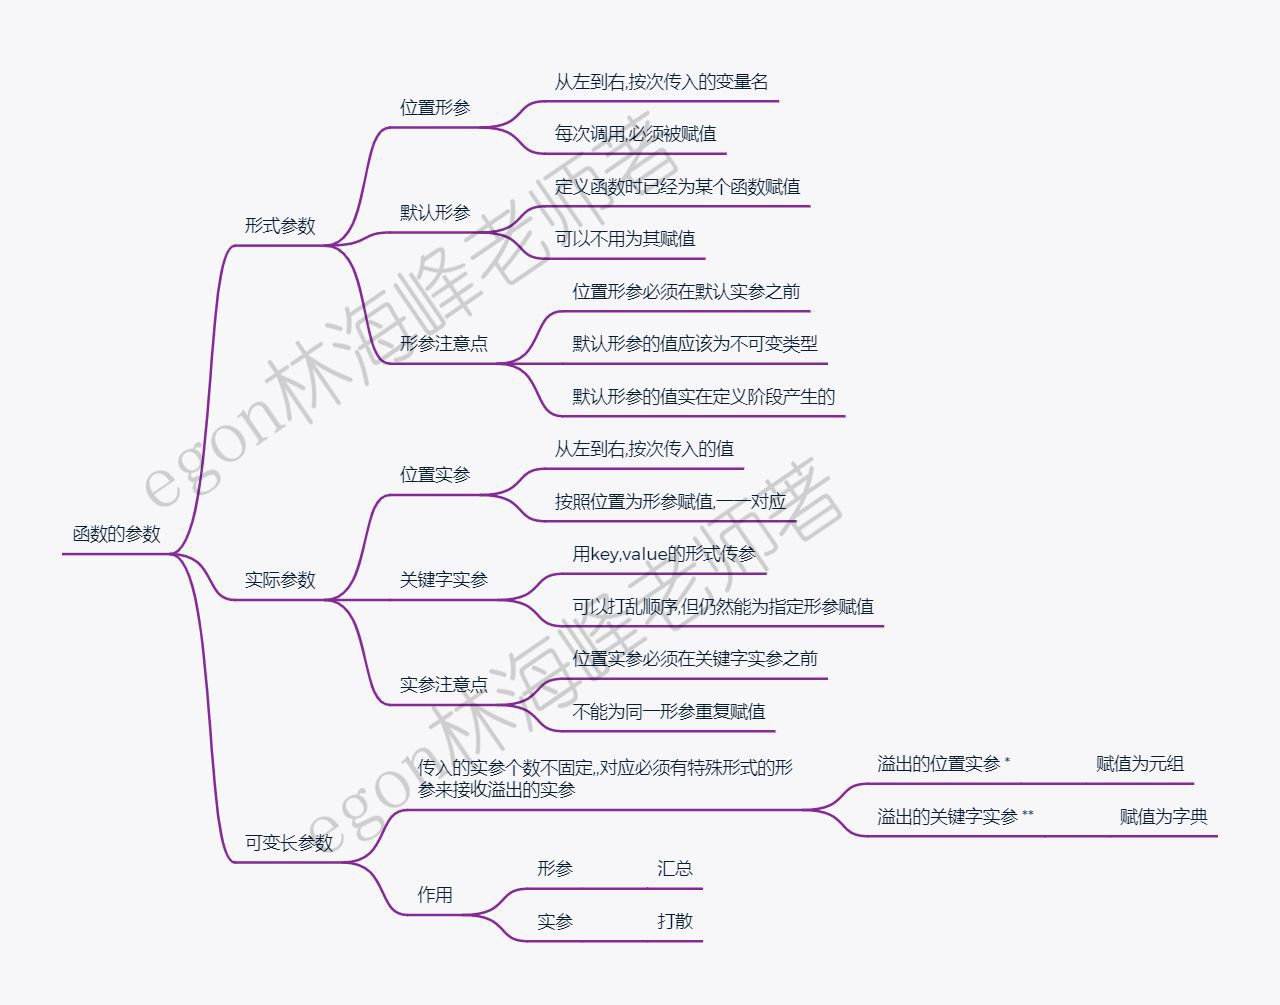 函数的参数
形式参数
位置形参
从左到右,按次传入的变量名
每次调用,必须被赋值
默认形参
定义函数时已经为某个函数赋值
可以不用为其赋值
形参注意点
位置形参必须在默认实参之前
默认形参的值应该为不可变类型
默认形参的值实在定义阶段产生的
实际参数
位置实参
从左到右,按次传入的值
按照位置为形参赋值,一一对应
关键字实参
用key,value的形式传参
可以打乱顺序,但仍然能为指定形参赋值
实参注意点
位置实参必须在关键字实参之前
不能为同一形参重复赋值
可变长参数
传入的实参个数不固定,,对应必须有特殊形式的形
参来接收溢出的实参
溢出的位置实参 *
赋值为元组
溢出的关键字实参 **
赋值为字典
作用
形参
汇总
实参
打散
egon林海峰老师著
egon林海峰老师著